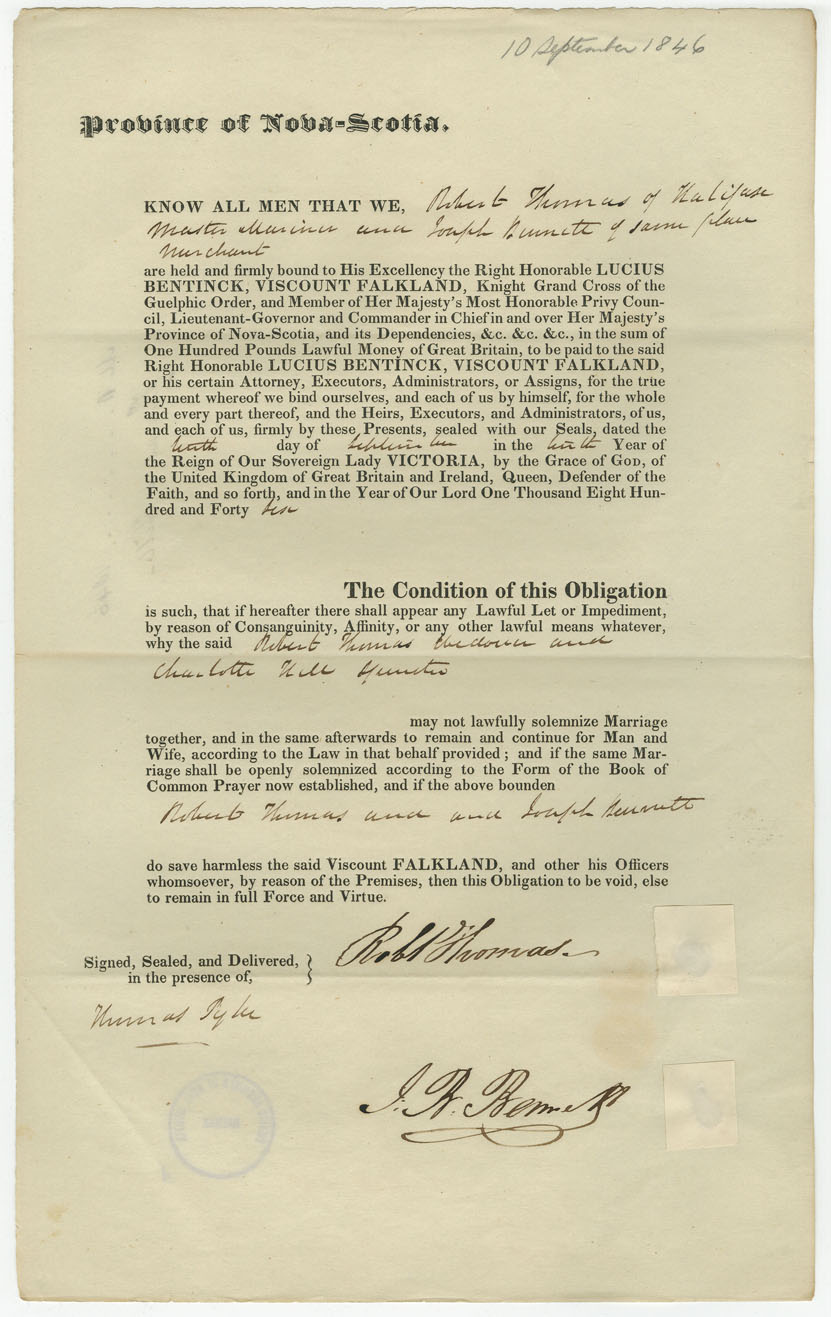 10 September 1846
Province of Nova-Scotia.
KNOW ALL MEN THAT WE, Robert Thomas of Halifax
Master Mariner and Joseph Bennett of same place
Merchant
are held and firmly bound to His Excellency the Right Honorable LUCIUS
BENTINCK, VISCOUNT FALKLAND, Knight Grand Cross of the
Guelphic Order, and Member of Her Majesty's Most Honorable Privy Coun-
cil, Lieutenant-Governor and Commander in Chief in and over Her Majesty's
Province of Nova-Scotia, and its Dependencies, &c. &c. &c., in the sum of
One Hundred Pounds Lawful Money of Great Britain, to be paid to the said
Right Honorable LUCIUS BENTINCK, VISCOUNT FALKLAND,
or his certain Attorney, Executors, Administrators, or Assigns, for the true
payment whereof we bind ourselves, and each of us by himself, for the whole
and every part thereof, and the Heirs, Executors, and Administrators, of us,
and each of us, firmly by these Presents, sealed with our Seals, dated the
tenth day of September in the tenth Year of
the Reign of Our Sovereign Lady VICTORIA, by the Grace of GOD, of
the United Kingdom of Great Britain and Ireland, Queen, Defender of the
Faith, and so forth, and in the Year of Our Lord One Thousand Eight Hun-
dred and Forty six
The Condition of this Obligation
is such, that if hereafter there shall appear any Lawful Let or Impediment,
by reason of Consanguinity, Affinity, or any other lawful means whatever,
why the said Robert Thomas Widower and
Charlotte Hill Spinster
may not lawfully solemnize Marriage
together, and in the same afterwards to remain and continue for Man and
Wife, according to the Law in that behalf provided ; and if the same Mar-
riage shall be openly solemnized according to the Form of the Book of
Common Prayer now established, and if the above bounden
Robert Thomas and and Joseph Bennett
do save harmless the said Viscount FALKLAND, and other his Officers
whomsoever, by reason of the Premises, then this Obligation to be void, else
to remain in full Force and Virtue.
Signed, Sealed, and Delivered,
in the presence of,
Robt Thomas
Thomas Pyke
J. B. Bennett